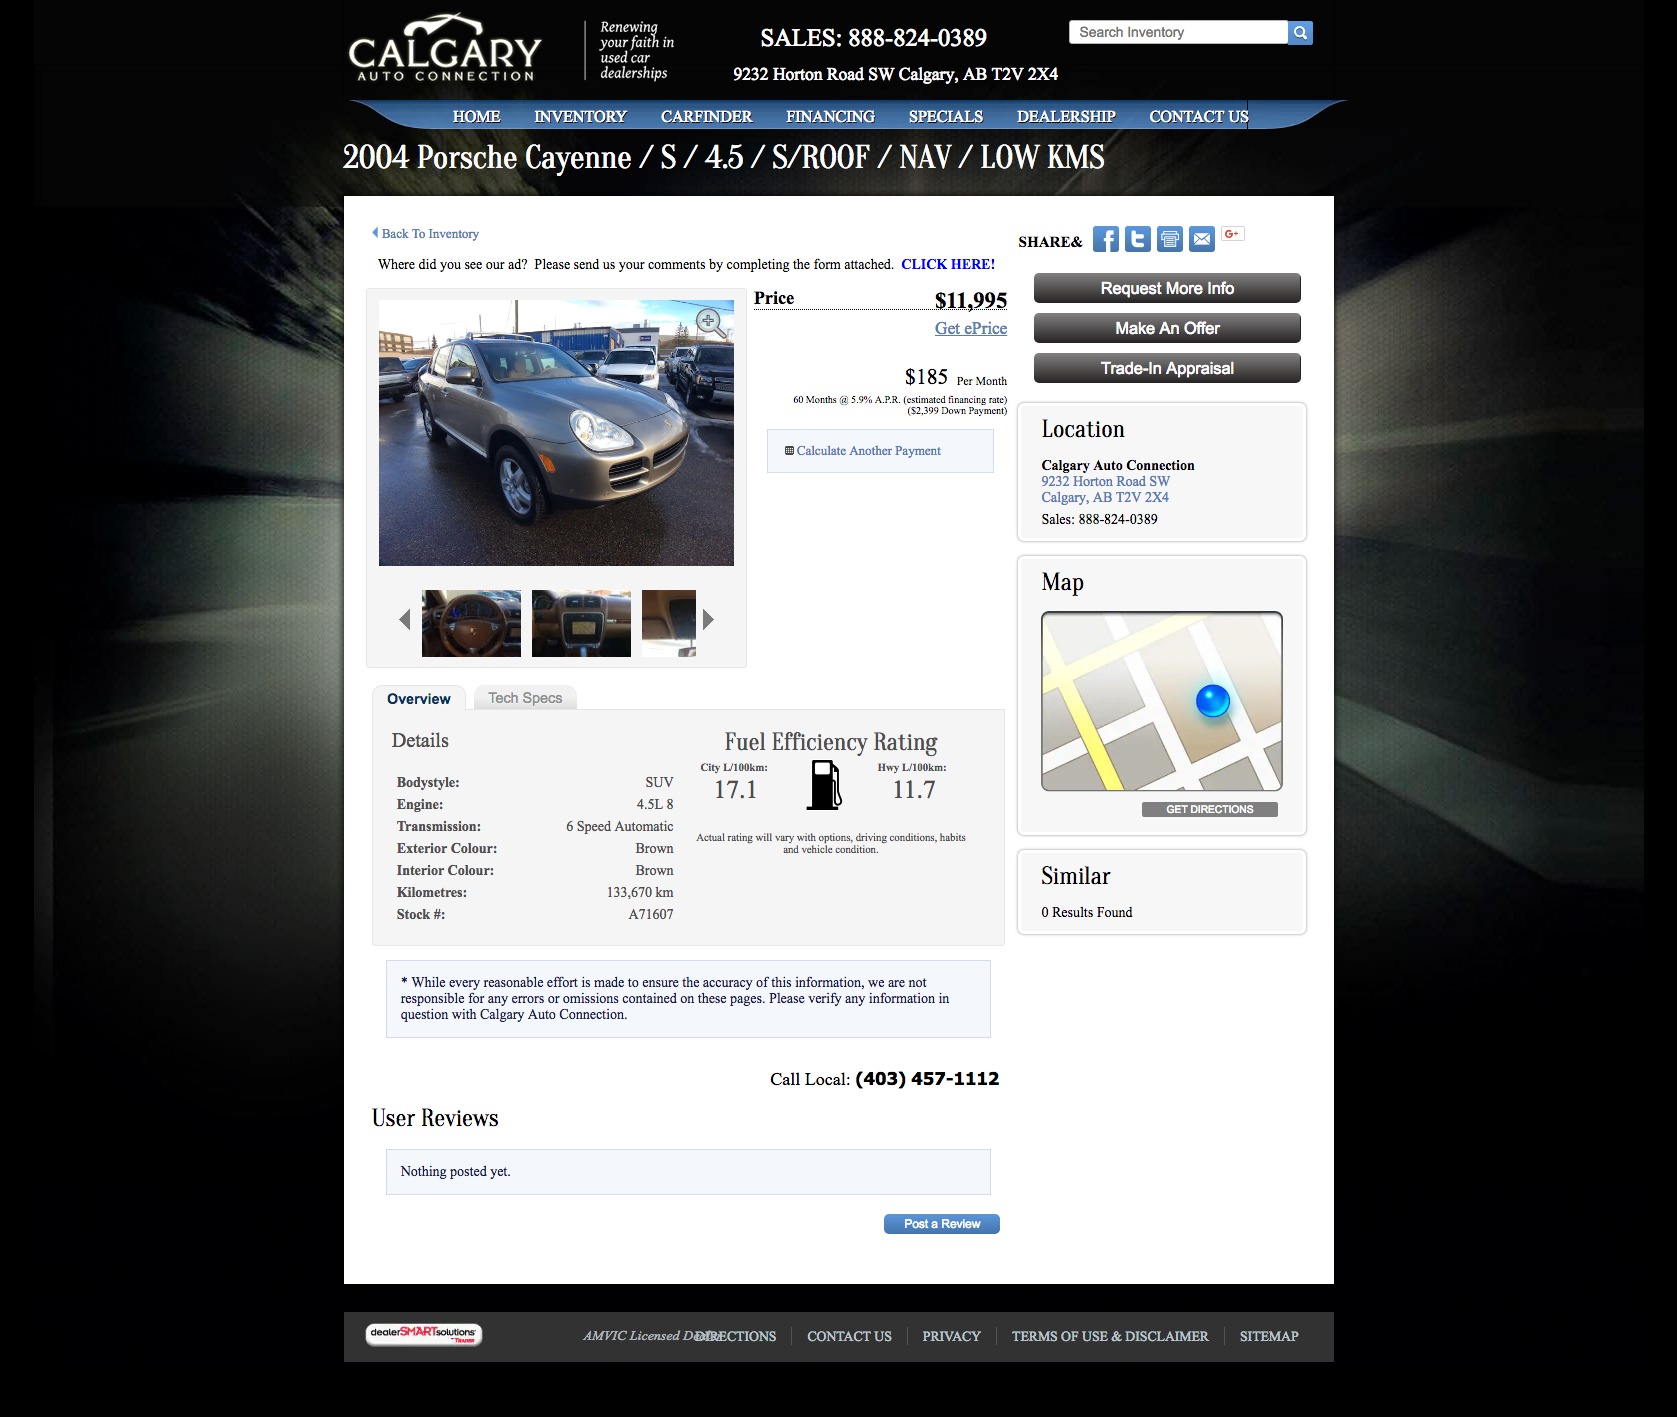 CALGARY
AUTO CONNECTION
Renewing
your faith in
used car
dealerships
SALES: 888-824-0389
9232 Horton Road SW Calgary, AB T2V 2X4
Search Inventory
HOME INVENTORY CARFINDER FINANCING SPECIALS DEALERSHIP CONTACT US
2004 Porsche Cayenne / S / 4.5 / S/ROOF / NAV / LOW KMS
Back To Inventory
Where did you see our ad? Please send us your comments by completing the form attached. CLICK HERE!
Price $11,995
Get ePrice
$185 Per Month
60 Months @ 5.9% A.P.R. (estimated financing rate)
($2,399 Down Payment)
Calculate Another Payment
SHARE& G+
Request More Info
Make An Offer
Trade-In Appraisal
Location
Calgary Auto Connection
9232 Horton Road SW
Calgary, AB T2V 2X4
Sales: 888-824-0389
Map
GET DIRECTIONS
Similar
0 Results Found
Overview Tech Specs
Details
Bodystyle: SUV
Engine: 4.5L 8
Transmission: 6 Speed Automatic
Exterior Colour: Brown
Interior Colour: Brown
Kilometres: 133,670 km
Stock #: A71607
Fuel Efficiency Rating
City L/100km: Hwy L/100km:
17.1 11.7
Actual rating will vary with options, driving conditions, habits
and vehicle condition.
* While every reasonable effort is made to ensure the accuracy of this information, we are not
responsible for any errors or omissions contained on these pages. Please verify any information in
question with Calgary Auto Connection.
Call Local: (403) 457-1112
User Reviews
Nothing posted yet.
Post a Review
dealerSMARTsolutions
by TRADER
AMVIC Licensed Dealer DIRECTIONS CONTACT US PRIVACY TERMS OF USE & DISCLAIMER SITEMAP